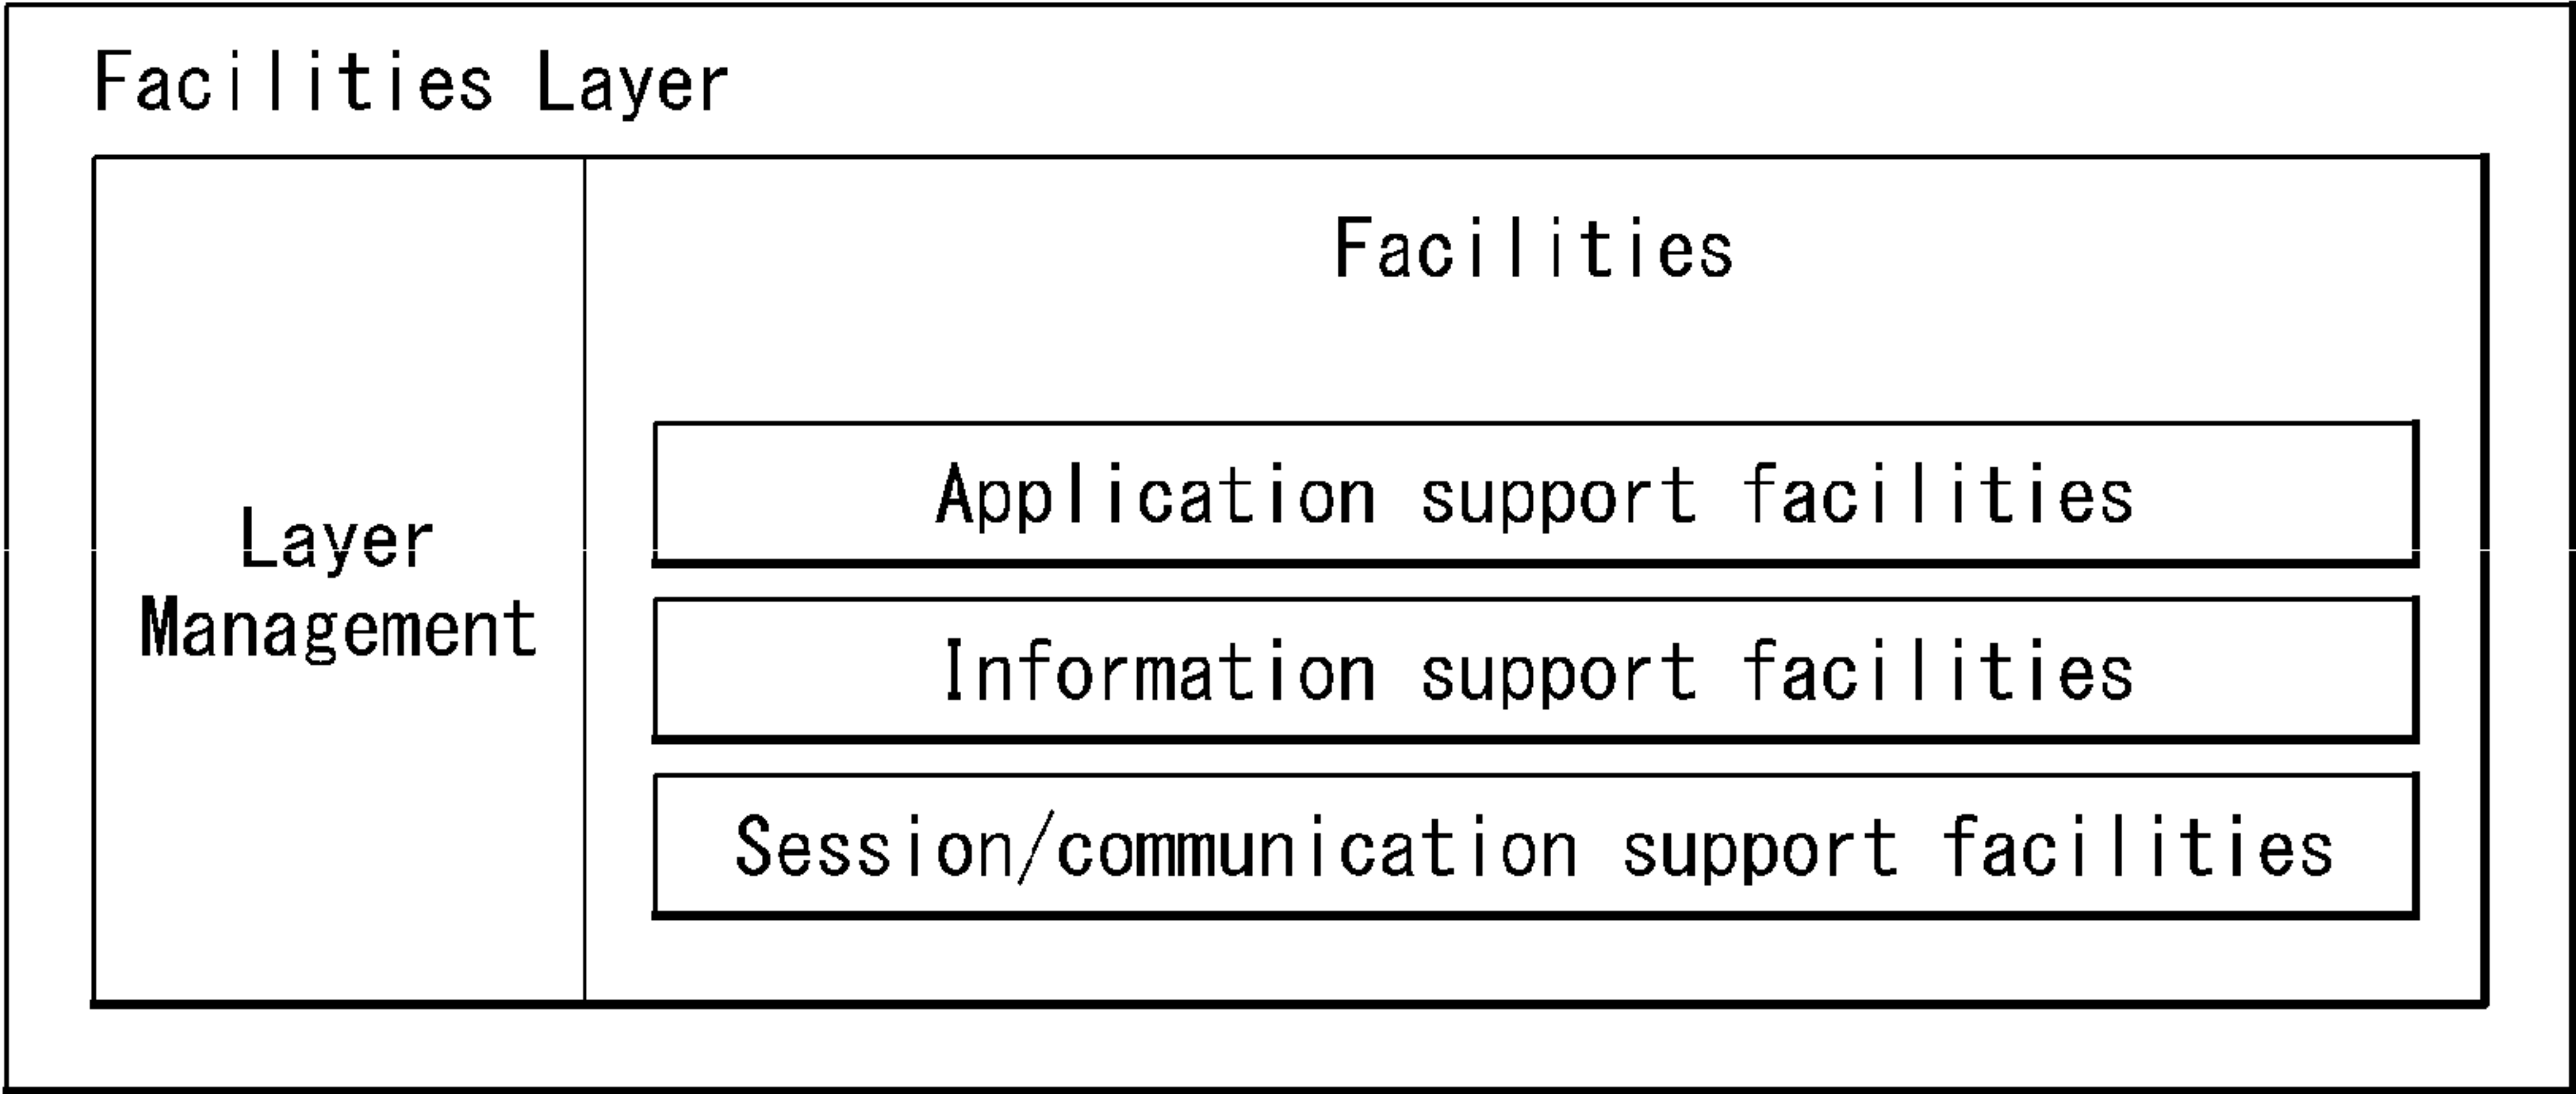 Facilities Layer
Layer
Management
Facilities
Application support facilities
Information support facilities
Session/communication support facilities